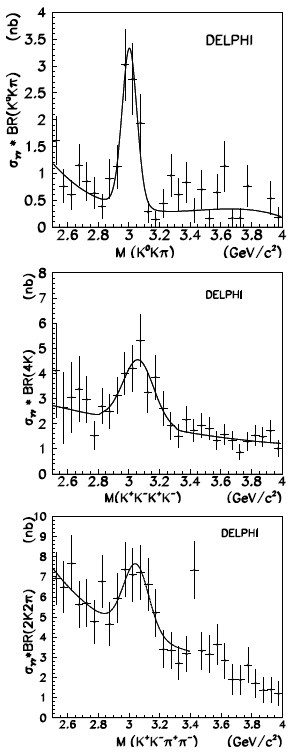 σγγ * BR(K⁰Kπ) (nb)
4
3.5
3
2.5
2
1.5
1
0.5
0
DELPHI
2.6 2.8 3 3.2 3.4 3.6 3.8 4
M (K⁰Kπ) (GeV/c²)
σγγ * BR(4K) (nb)
8
7
6
5
4
3
2
1
0
DELPHI
2.6 2.8 3 3.2 3.4 3.6 3.8 4
M(K⁺K⁻K⁺K⁻) (GeV/c²)
σγγ*BR(2K2π) (nb)
10
9
8
7
6
5
4
3
2
1
0
DELPHI
2.6 2.8 3 3.2 3.4 3.6 3.8 4
M (K⁺K⁻π⁺π⁻) (GeV/c²)